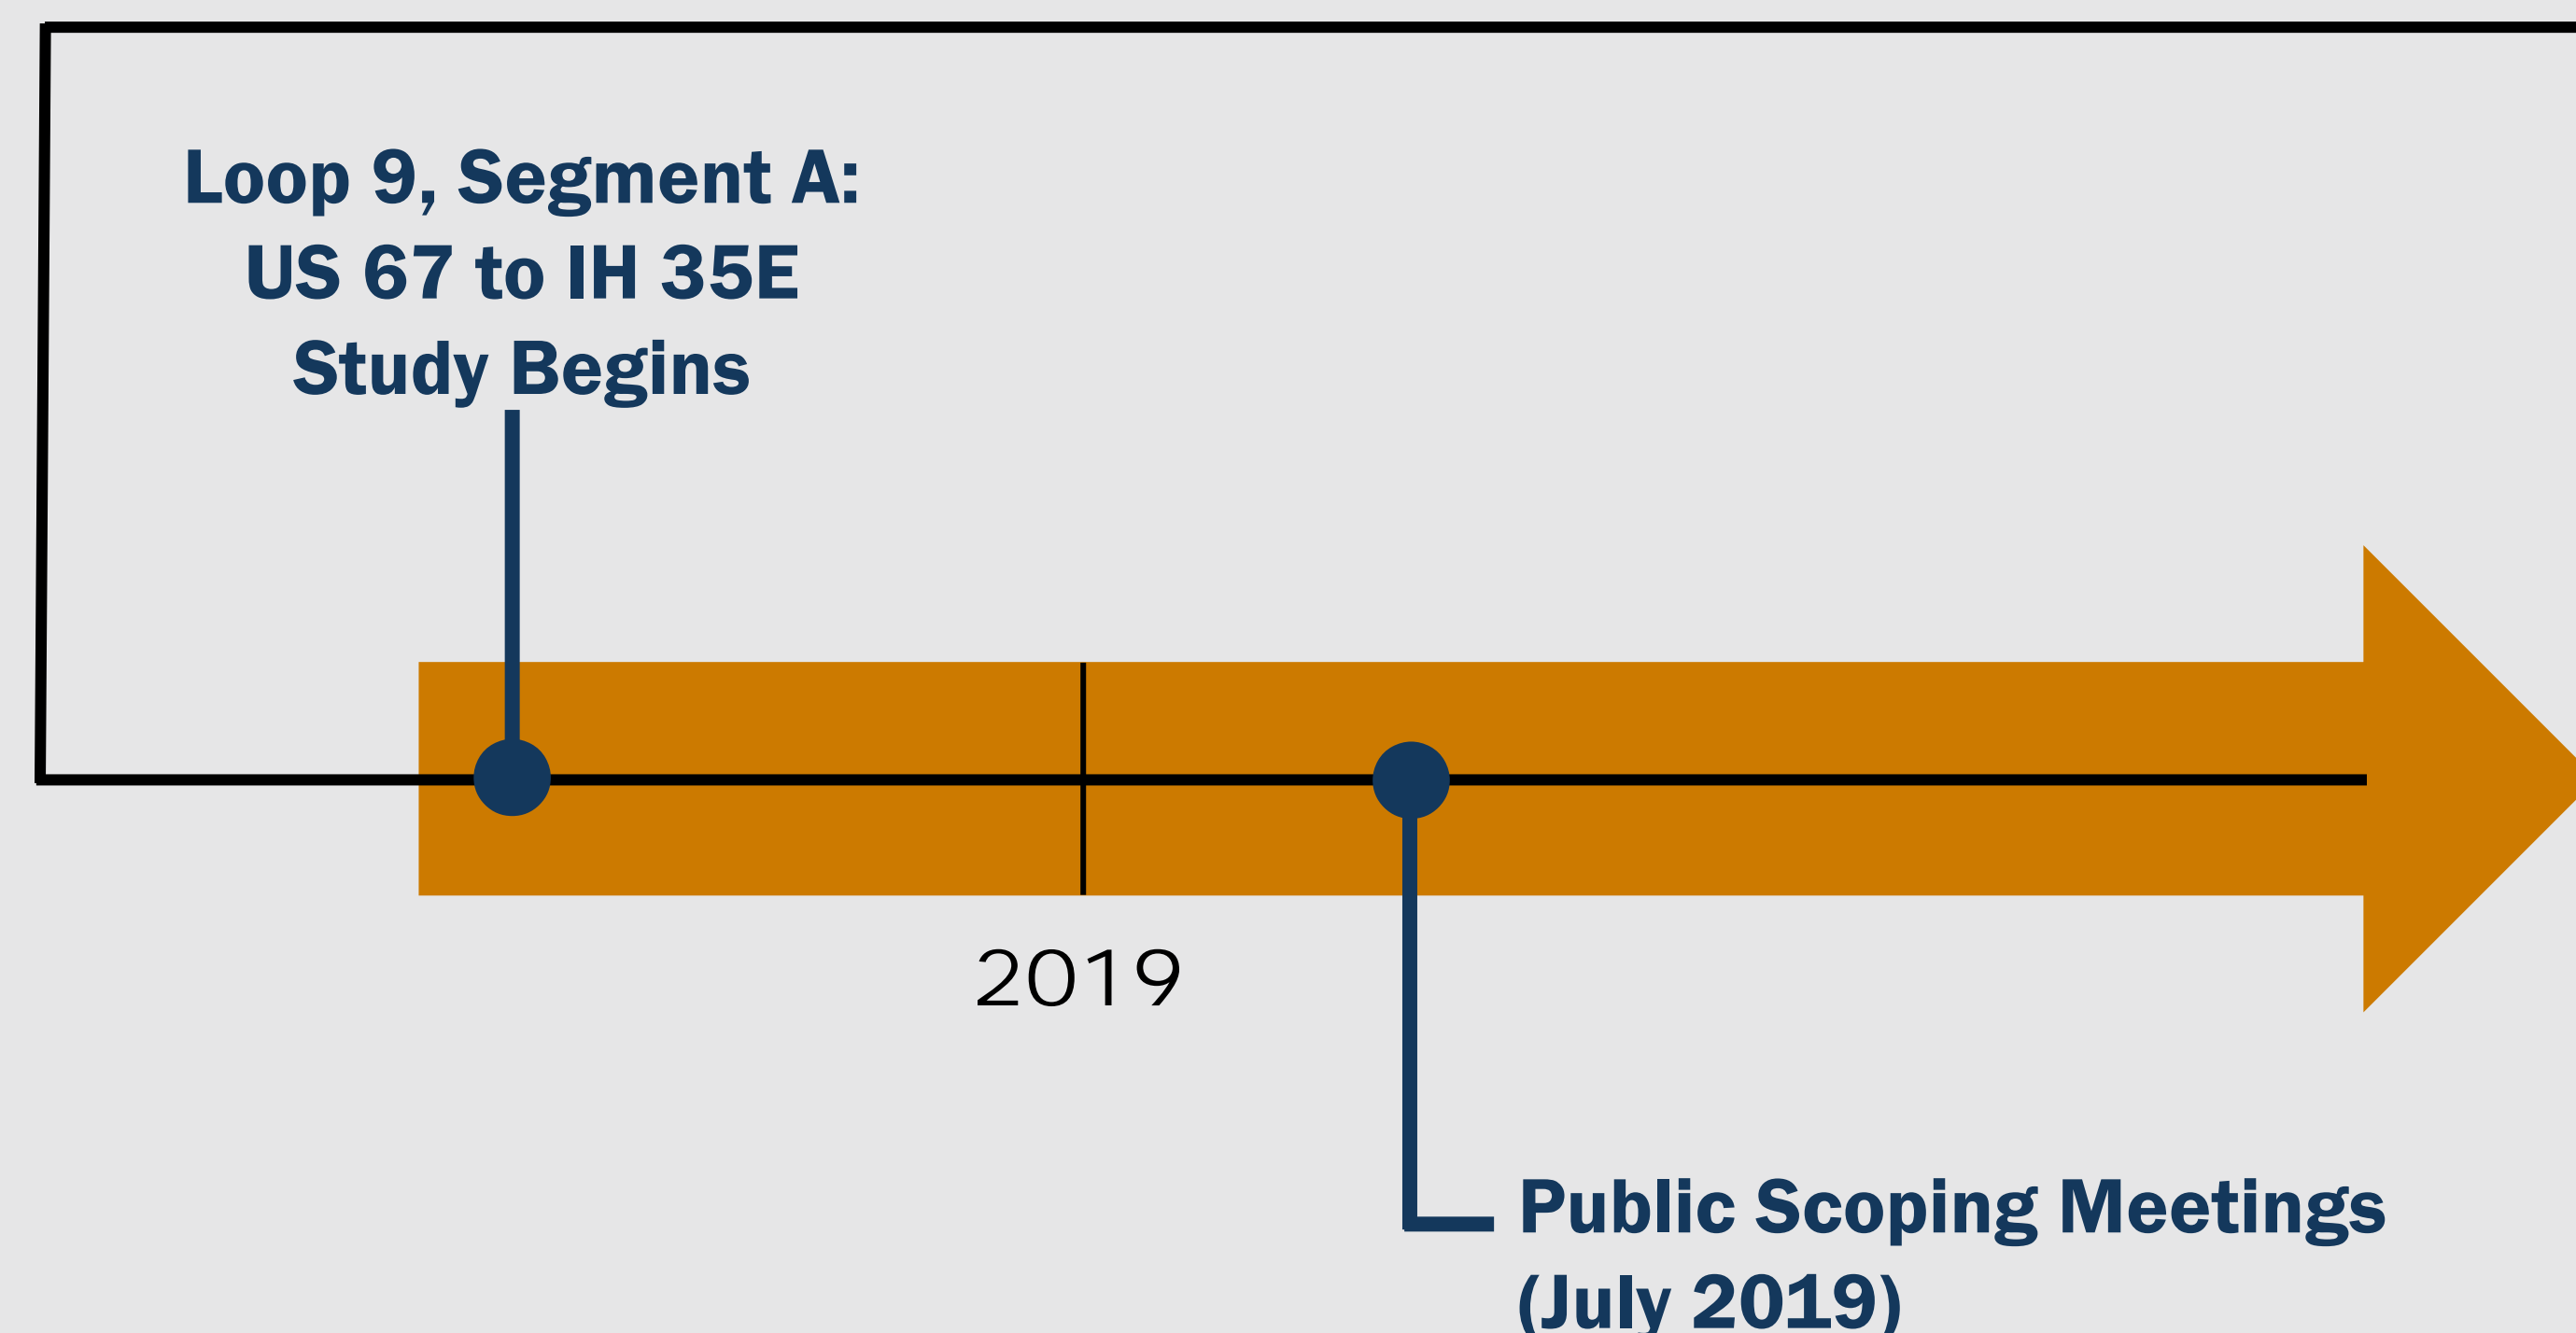 Loop 9, Segment A:
US 67 to IH 35E
Study Begins
2019
Public Scoping Meetings
(July 2019)